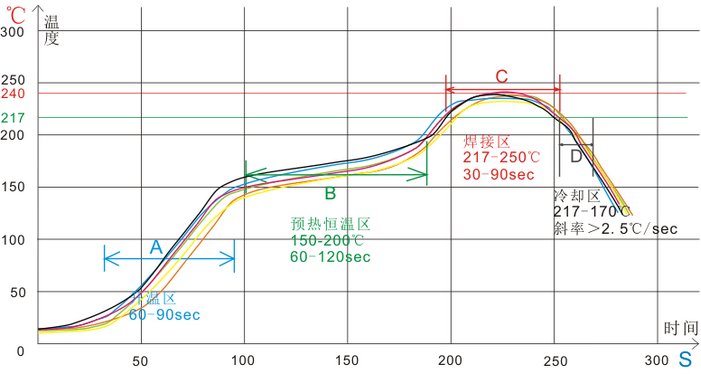 ℃
温度
300
250
240
217
200
150
100
50
0
A
升温区
60-90sec
B
预热恒温区
150-200℃
60-120sec
C
焊接区
217-250℃
30-90sec
D
冷却区
217-170℃
斜率>2.5℃/sec
时间
50
100
150
200
250
300
S